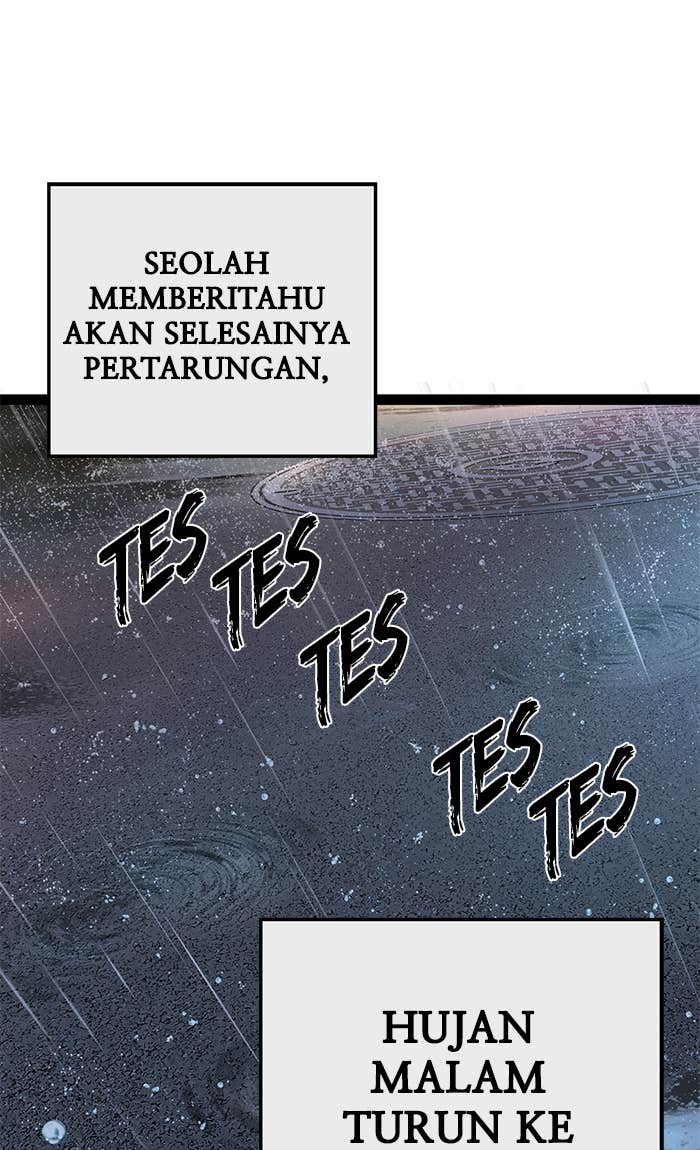 SEOLAH
MEMBERITAHU
AKAN SELESAINYA
PERTARUNGAN,
TES
TES
TES
TES
TES
HUJAN
MALAM
TURUN KE